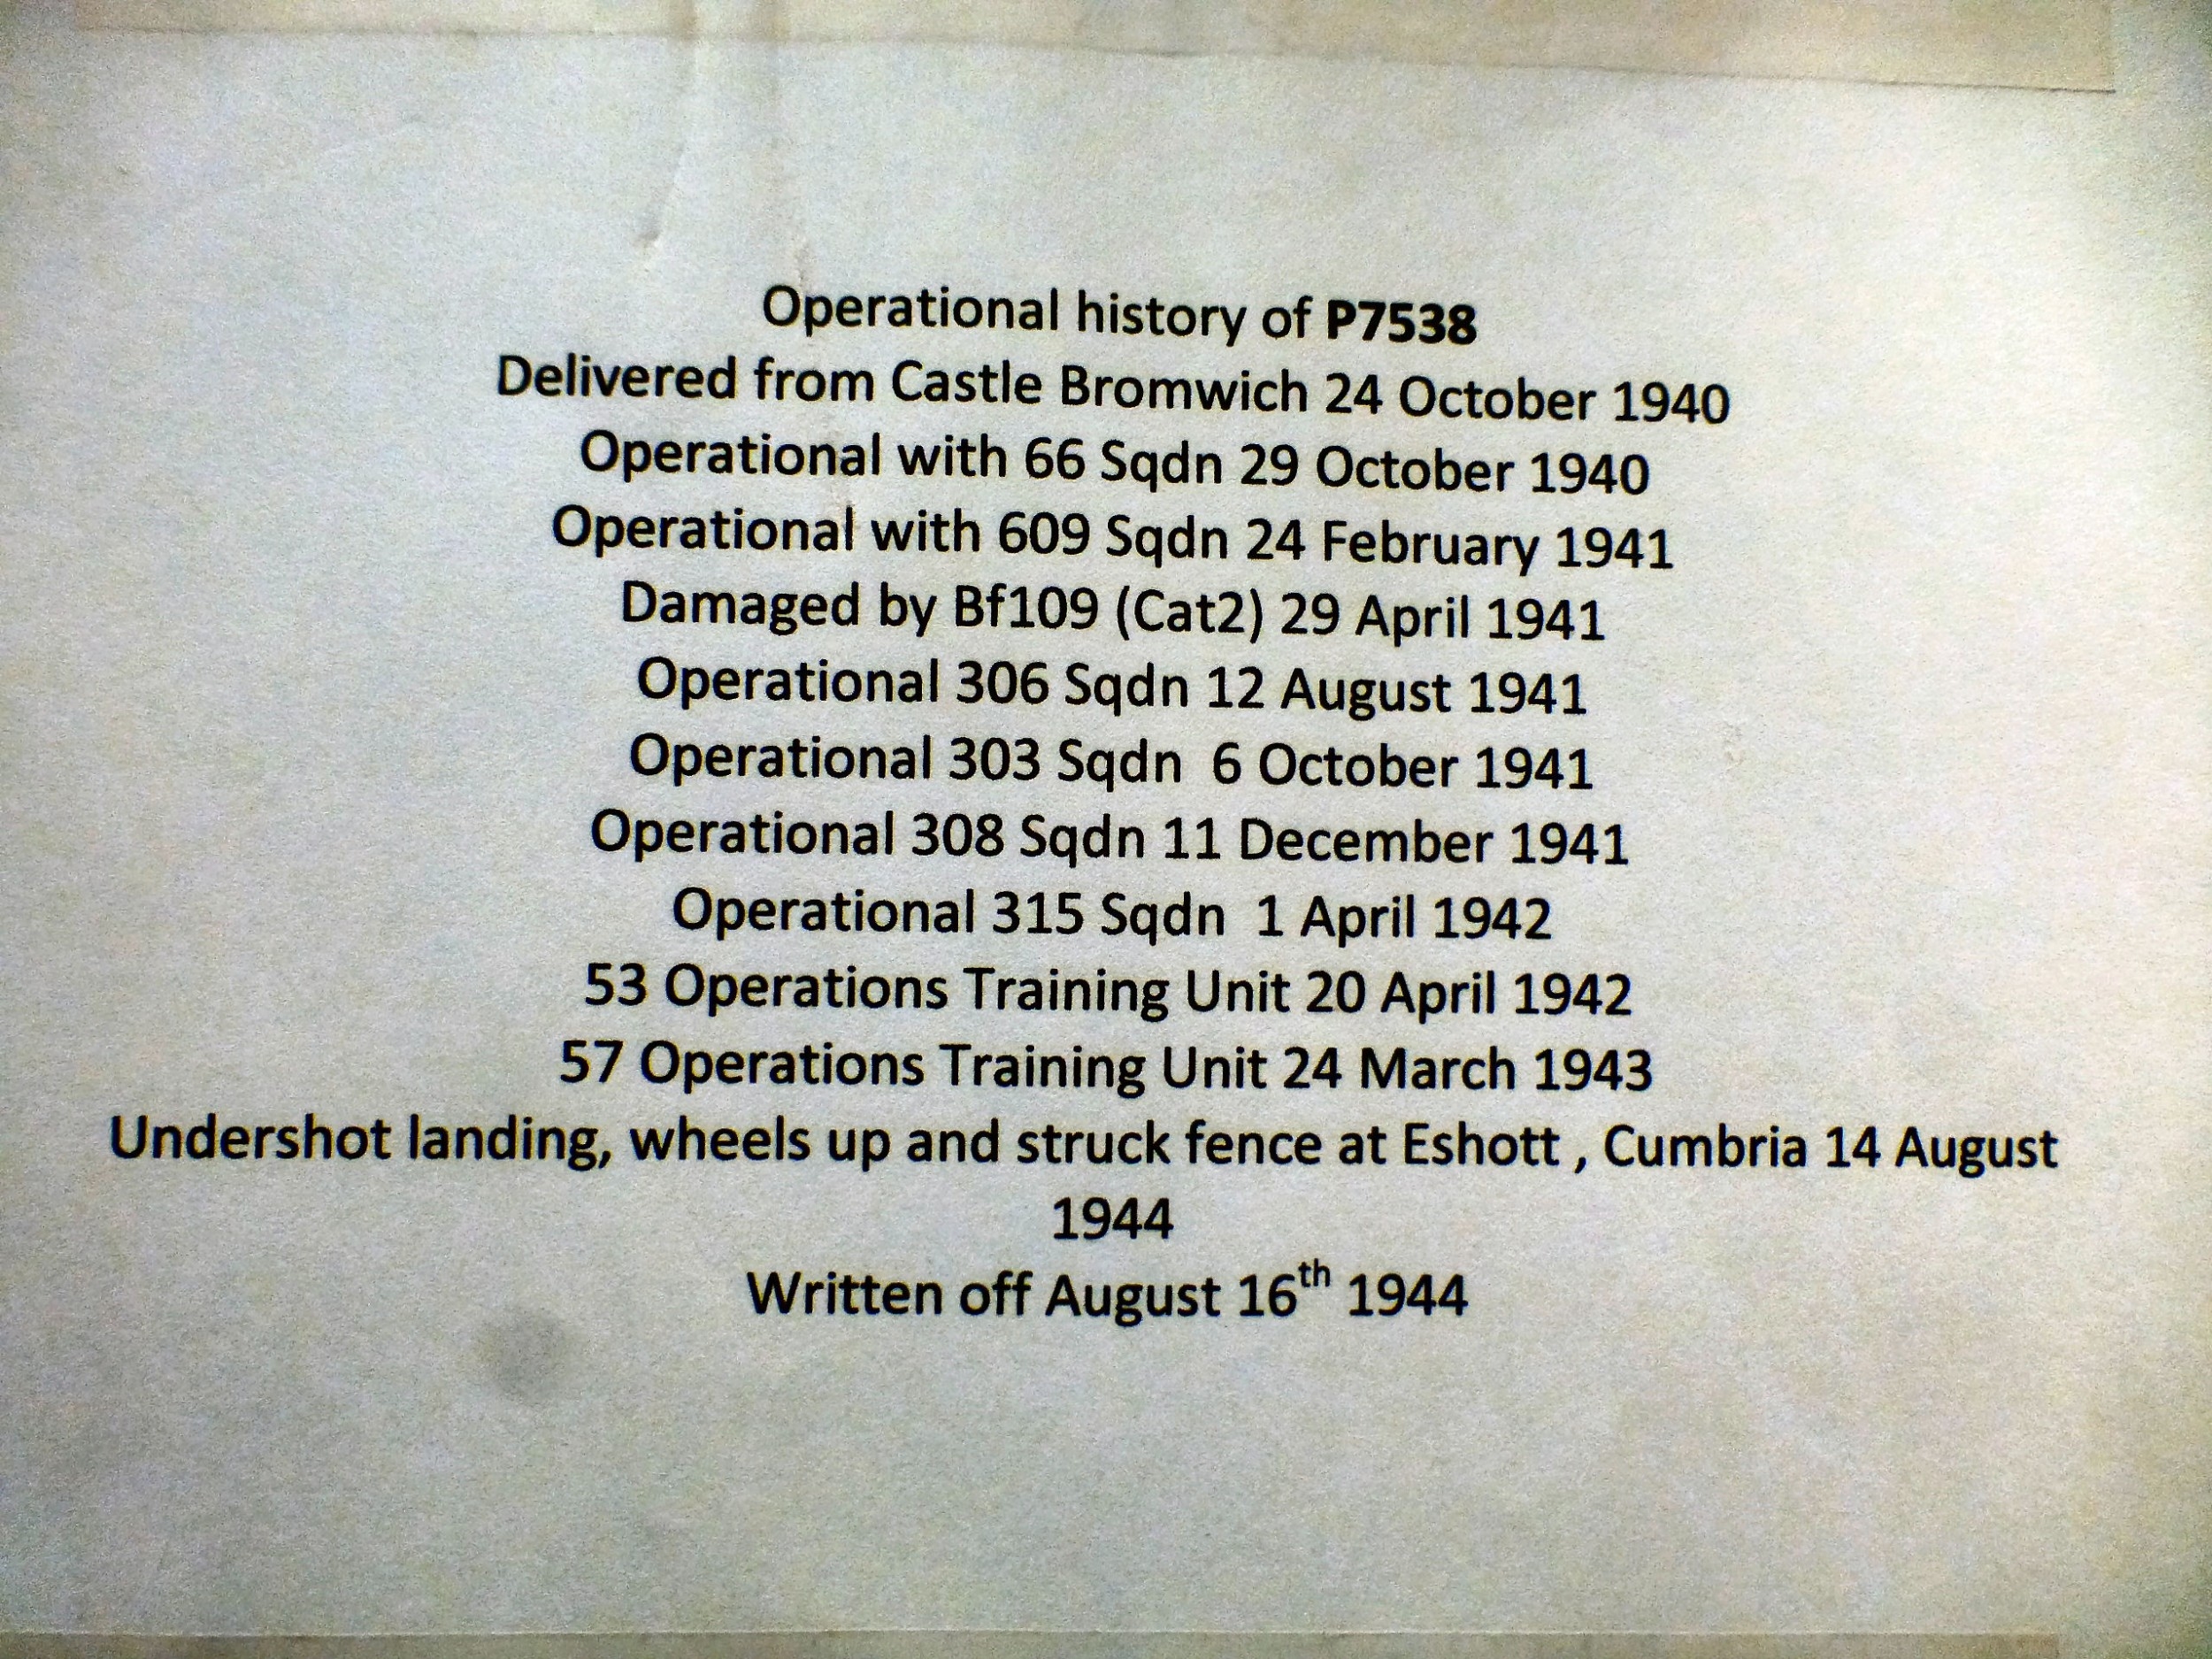 Operational history of P7538
Delivered from Castle Bromwich 24 October 1940
Operational with 66 Sqdn 29 October 1940
Operational with 609 Sqdn 24 February 1941
Damaged by Bf109 (Cat2) 29 April 1941
Operational 306 Sqdn 12 August 1941
Operational 303 Sqdn  6 October 1941
Operational 308 Sqdn 11 December 1941
Operational 315 Sqdn  1 April 1942
53 Operations Training Unit 20 April 1942
57 Operations Training Unit 24 March 1943
Undershot landing, wheels up and struck fence at Eshott , Cumbria 14 August
1944
Written off August 16th 1944